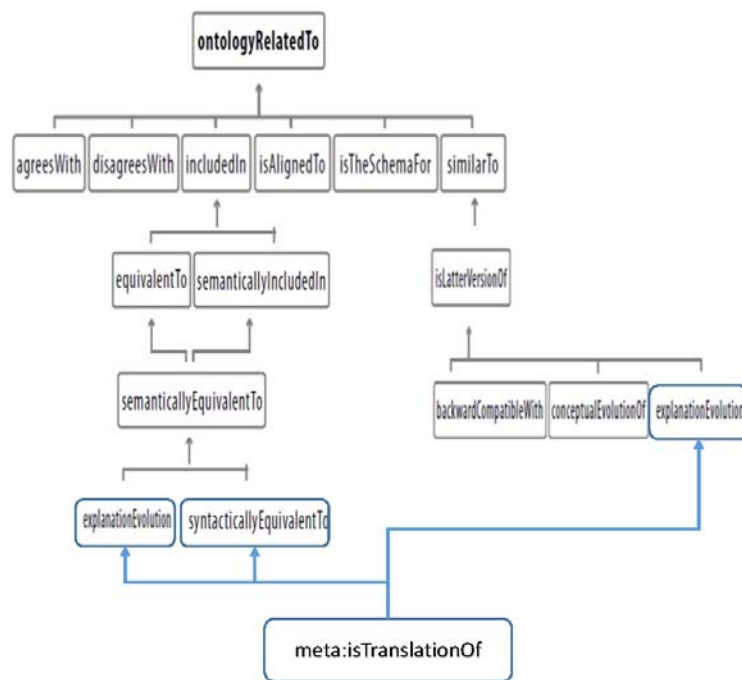 ontologyRelatedTo
agreesWith
disagreesWith
includedIn
isAlignedTo
isTheSchemaFor
similarTo
equivalentTo
semanticallyIncludedIn
isLatterVersionOf
semanticallyEquivalentTo
backwardCompatibleWith
conceptualEvolutionOf
explanationEvolution
explanationEvolution
syntacticallyEquivalentTo
meta:isTranslationOf